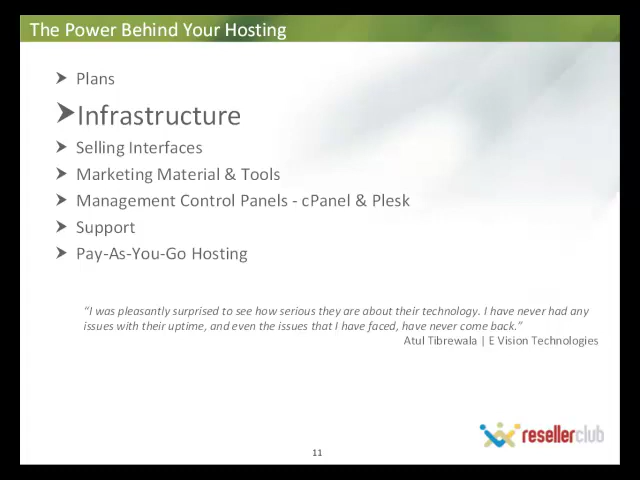 The Power Behind Your Hosting
Plans
Infrastructure
Selling Interfaces
Marketing Material & Tools
Management Control Panels - cPanel & Plesk
Support
Pay-As-You-Go Hosting
“I was pleasantly surprised to see how serious they are about their technology. I have never had any
issues with their uptime, and even the issues that I have faced, have never come back.”
Atul Tibrewala | E Vision Technologies
resellerclub
11